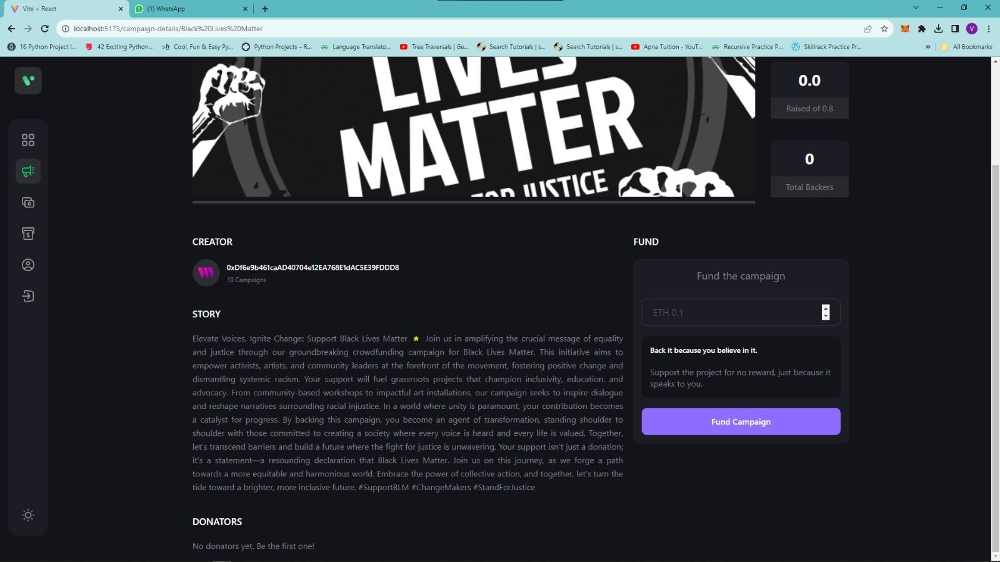 Vite + React
(1) WhatsApp
localhost:5173/campaign-details/Black%20Lives%20Matter
V
16 Python Project I...
42 Exciting Python...
Cool, Fun & Easy Py...
Python Projects – R...
Language Translato...
Tree Traversals | Ge...
Search Tutorials | s...
Search Tutorials | s...
Apna Tuition - YouT...
Recursive Practice P...
Skillrack Practice Pr...
»
All Bookmarks
LIVES
MATTER
FOR JUSTICE
0.0
Raised of 0.8
0
Total Backers
CREATOR
0xDf6e9b461caAD40704e12EA768E1dAC5E39FDDD8
10 Campaigns
STORY
Elevate Voices, Ignite Change: Support Black Lives Matter ⭐ Join us in amplifying the crucial message of equality
and justice through our groundbreaking crowdfunding campaign for Black Lives Matter. This initiative aims to
empower activists, artists, and community leaders at the forefront of the movement, fostering positive change and
dismantling systemic racism. Your support will fuel grassroots projects that champion inclusivity, education, and
advocacy. From community-based workshops to impactful art installations, our campaign seeks to inspire dialogue
and reshape narratives surrounding racial injustice. In a world where unity is paramount, your contribution becomes
a catalyst for progress. By backing this campaign, you become an agent of transformation, standing shoulder to
shoulder with those committed to creating a society where every voice is heard and every life is valued. Together,
let's transcend barriers and build a future where the fight for justice is unwavering. Your support isn't just a donation;
it's a statement—a resounding declaration that Black Lives Matter. Join us on this journey, as we forge a path
towards a more equitable and harmonious world. Embrace the power of collective action, and together, let's turn the
tide toward a brighter, more inclusive future. #SupportBLM #ChangeMakers #StandForJustice
DONATORS
No donators yet. Be the first one!
FUND
Fund the campaign
ETH 0.1
Back it because you believe in it.
Support the project for no reward, just because it
speaks to you.
Fund Campaign